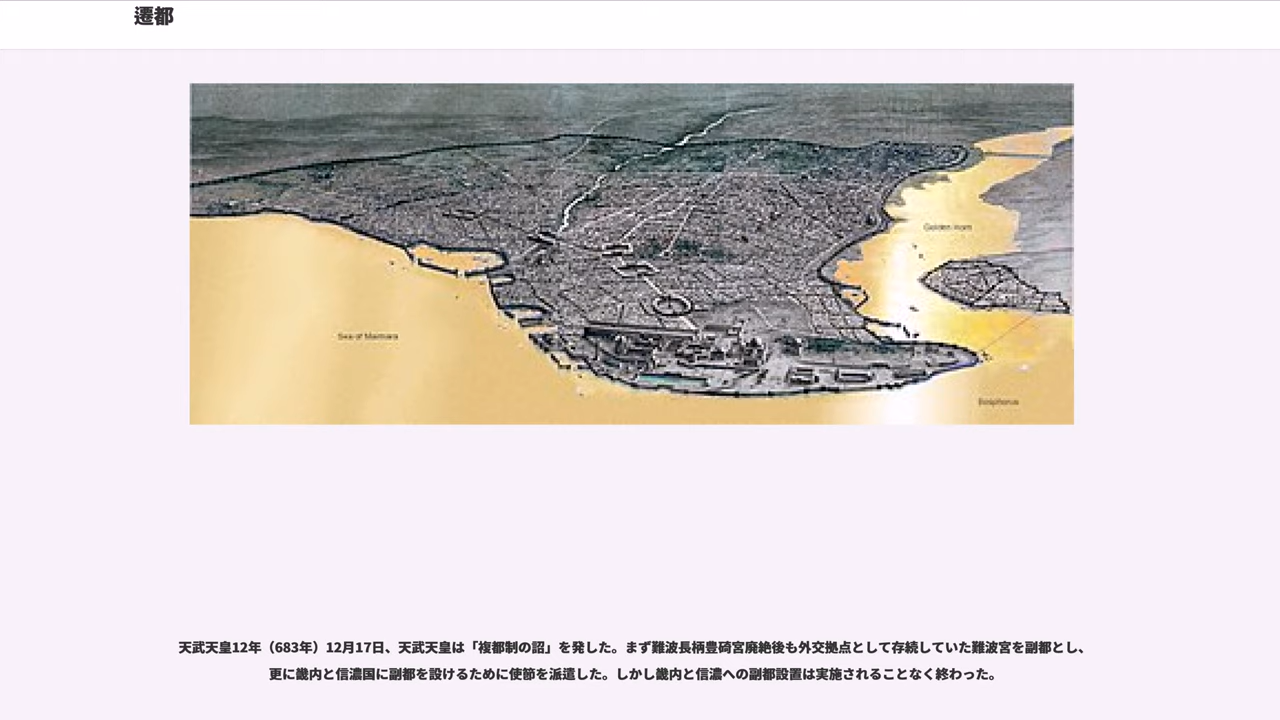 遷都
Golden Horn
Sea of Marmara
Bosphorus
天武天皇12年（683年）12月17日、天武天皇は「複都制の詔」を発した。まず難波長柄豊碕宮廃絶後も外交拠点として存続していた難波宮を副都とし、
更に畿内と信濃国に副都を設けるために使節を派遣した。しかし畿内と信濃への副都設置は実施されることなく終わった。